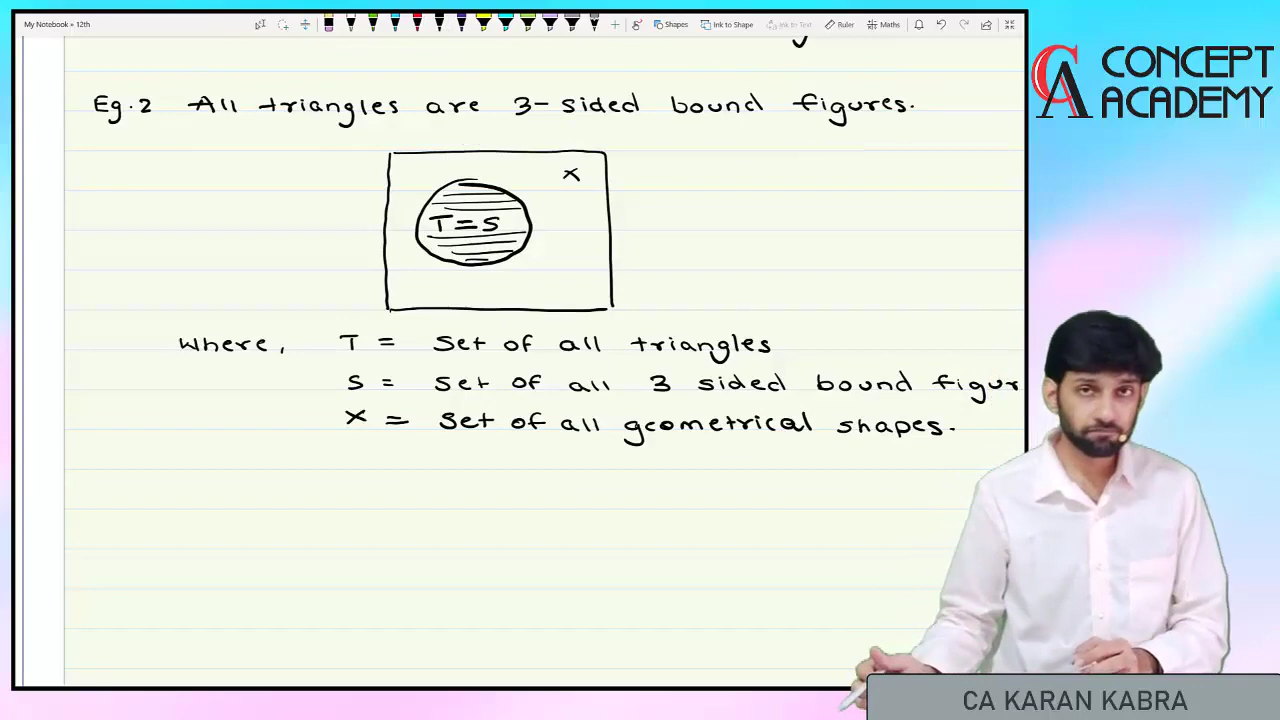 My Notebook > 12th
Shapes
Ink to Shape
Ink to Text
Ruler
Maths
CONCEPT
ACADEMY
CA
Eg.2 All triangles are 3-sided bound figures.
x
T=S
where, T = set of all triangles
S = set of all 3 sided bound figur
x = set of all geometrical shapes.
CA KARAN KABRA